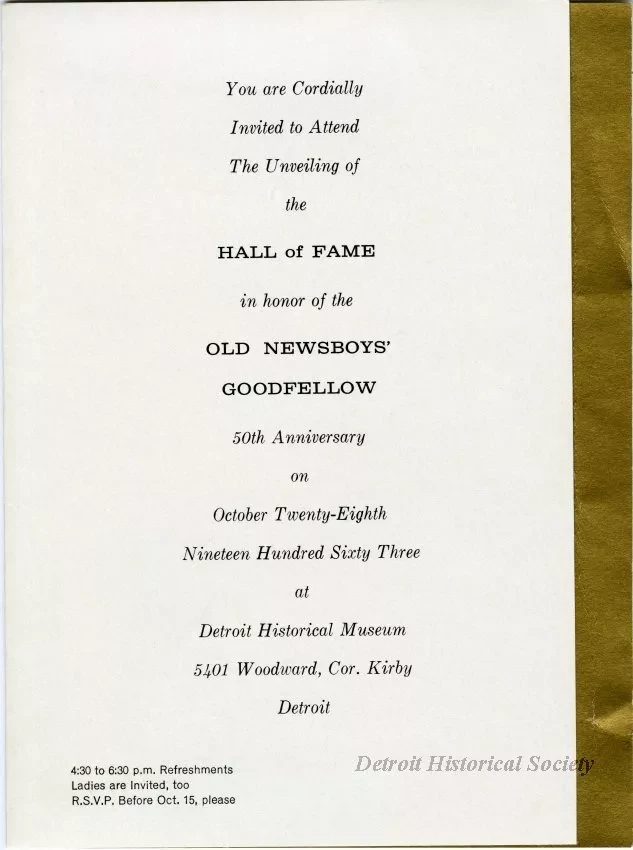 You are Cordially
Invited to Attend
The Unveiling of
the
HALL of FAME
in honor of the
OLD NEWSBOYS'
GOODFELLOW
50th Anniversary
on
October Twenty-Eighth
Nineteen Hundred Sixty Three
at
Detroit Historical Museum
5401 Woodward, Cor. Kirby
Detroit
4:30 to 6:30 p.m. Refreshments
Ladies are Invited, too
R.S.V.P. Before Oct. 15, please
Detroit Historical Society